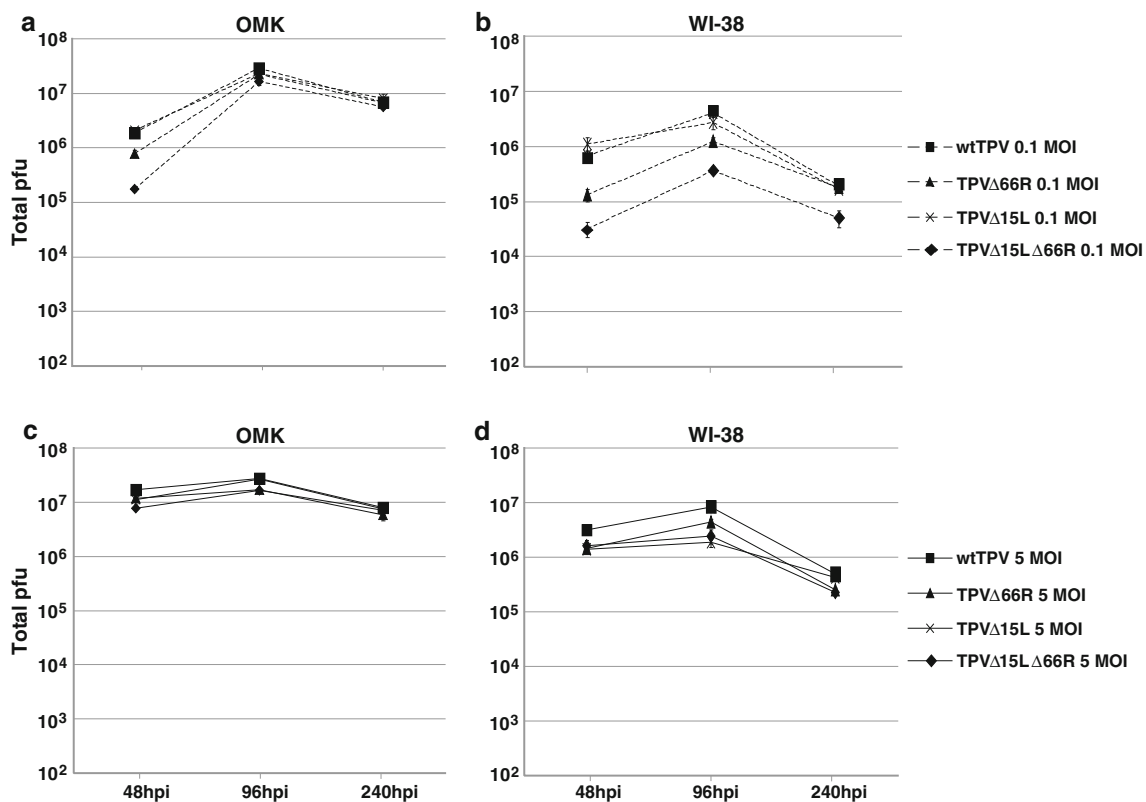 a
OMK
10⁸
10⁷
10⁶
10⁵
10⁴
10³
10²
Total pfu
b
WI-38
10⁸
10⁷
10⁶
10⁵
10⁴
10³
10²
wtTPV 0.1 MOI
TPVΔ66R 0.1 MOI
TPVΔ15L 0.1 MOI
TPVΔ15LΔ66R 0.1 MOI
c
OMK
10⁸
10⁷
10⁶
10⁵
10⁴
10³
10²
Total pfu
48hpi 96hpi 240hpi
d
WI-38
10⁸
10⁷
10⁶
10⁵
10⁴
10³
10²
48hpi 96hpi 240hpi
wtTPV 5 MOI
TPVΔ66R 5 MOI
TPVΔ15L 5 MOI
TPVΔ15LΔ66R 5 MOI